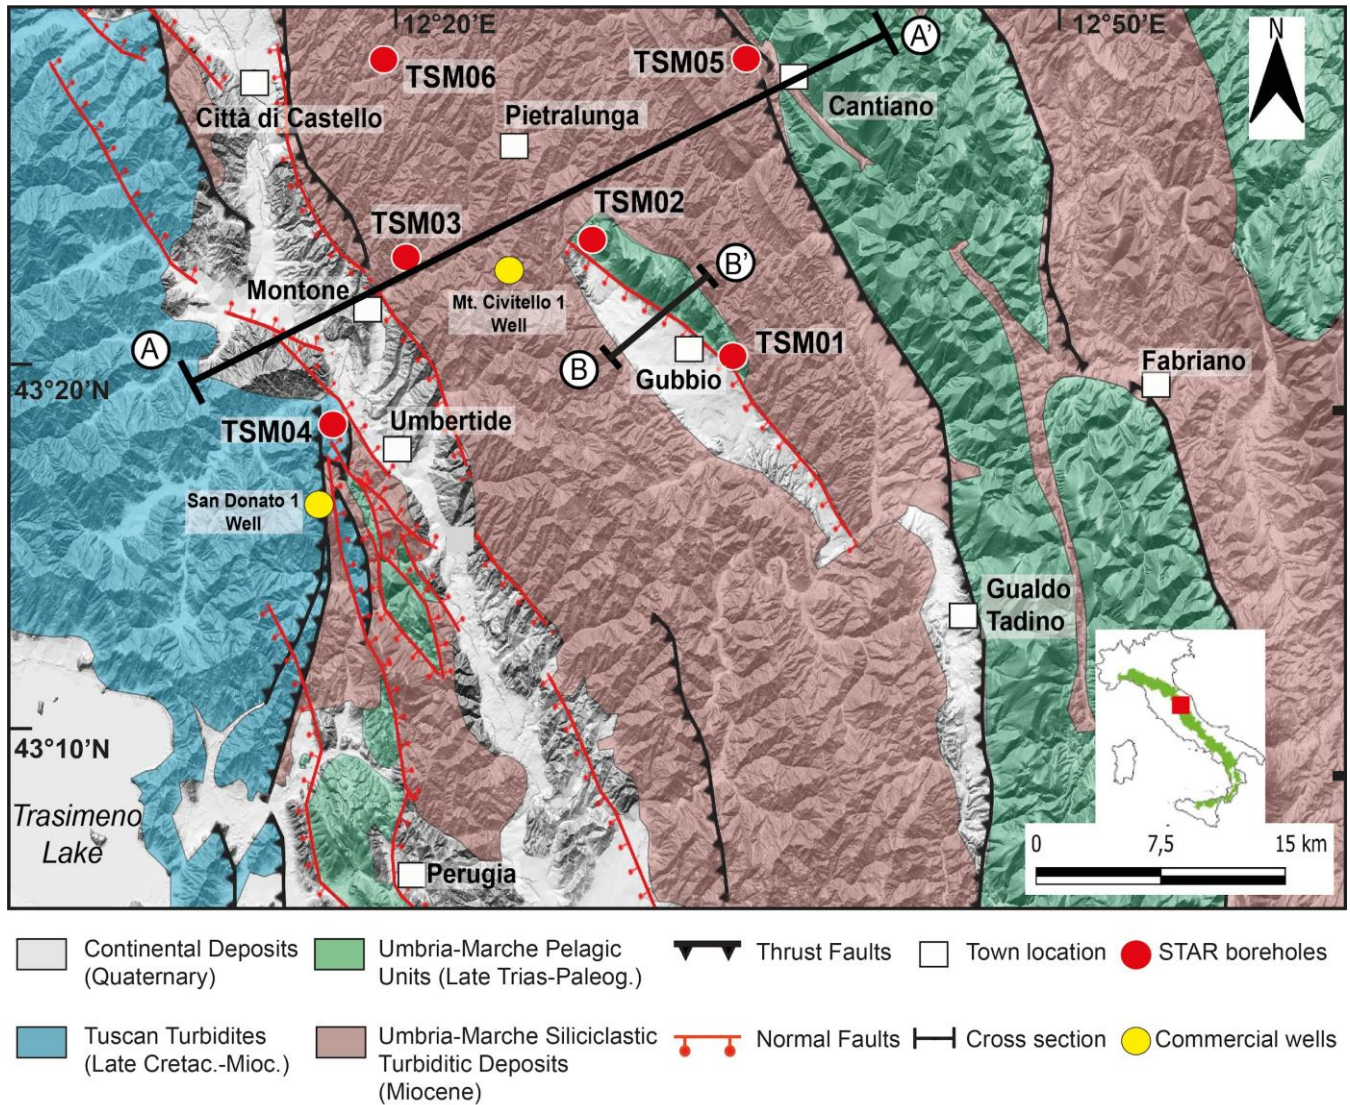 12°20'E
12°50'E
A'
N
TSM06
TSM05
Città di Castello
Pietralunga
Cantiano
TSM02
TSM03
B'
Montone
Mt. Civitello 1
Well
A
TSM01
B
Gubbio
Fabriano
43°20'N
TSM04
Umbertide
San Donato 1
Well
Gualdo
Tadino
43°10'N
Trasimeno
Lake
0 7,5 15 km
Perugia
Continental Deposits
(Quaternary)
Umbria-Marche Pelagic
Units (Late Trias-Paleog.)
Thrust Faults
Town location
STAR boreholes
Tuscan Turbidites
(Late Cretac.-Mioc.)
Umbria-Marche Siliciclastic
Turbiditic Deposits
(Miocene)
Normal Faults
Cross section
Commercial wells